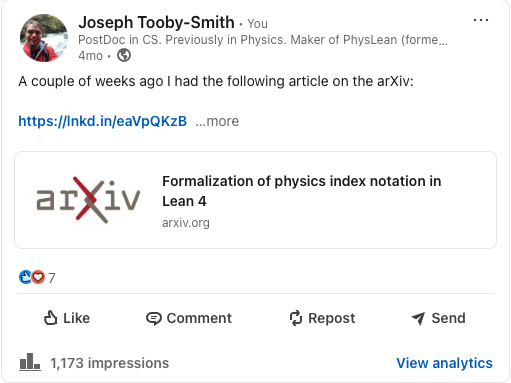 Joseph Tooby-Smith · You
PostDoc in CS. Previously in Physics. Maker of PhysLean (forme...
4mo ·
A couple of weeks ago I had the following article on the arXiv:
https://lnkd.in/eaVpQKzB ...more
arXiv
Formalization of physics index notation in
Lean 4
arxiv.org
7
Like
Comment
Repost
Send
1,173 impressions
View analytics